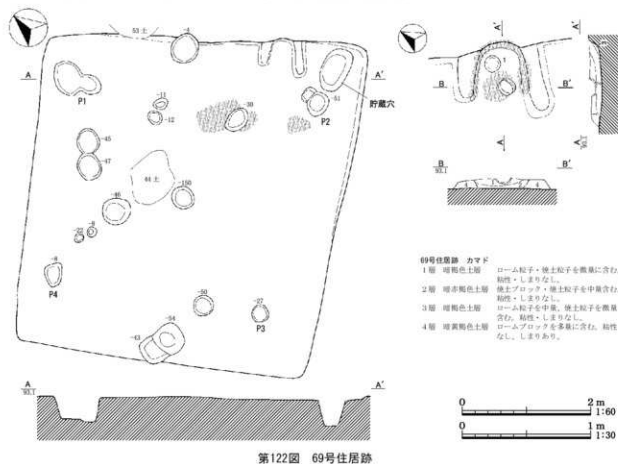 53 土
-4
A
A'
P1
-11
-12
-30
-51
P2
貯蔵穴
-45
-47
44 土
-46
-8
P4
-50
-27
P3
-54
-43
A
93.1
A'
第122図 69号住居跡
A'
1
B
B'
A
B
93.1
B'
4
4
69号住居跡 カマド
1層 暗褐色土層 ローム粒子・焼土粒子を微量に含む。
粘性・しまりなし。
2層 暗赤褐色土層 焼土ブロック・焼土粒子を中量含む。
粘性・しまりなし。
3層 暗褐色土層 ローム粒子を中量、焼土粒子を微量
含む。粘性・しまりなし。
4層 暗黄褐色土層 ロームブロックを多量に含む。粘性
なし、しまりあり。
0 2 m
1:60
0 1 m
1:30